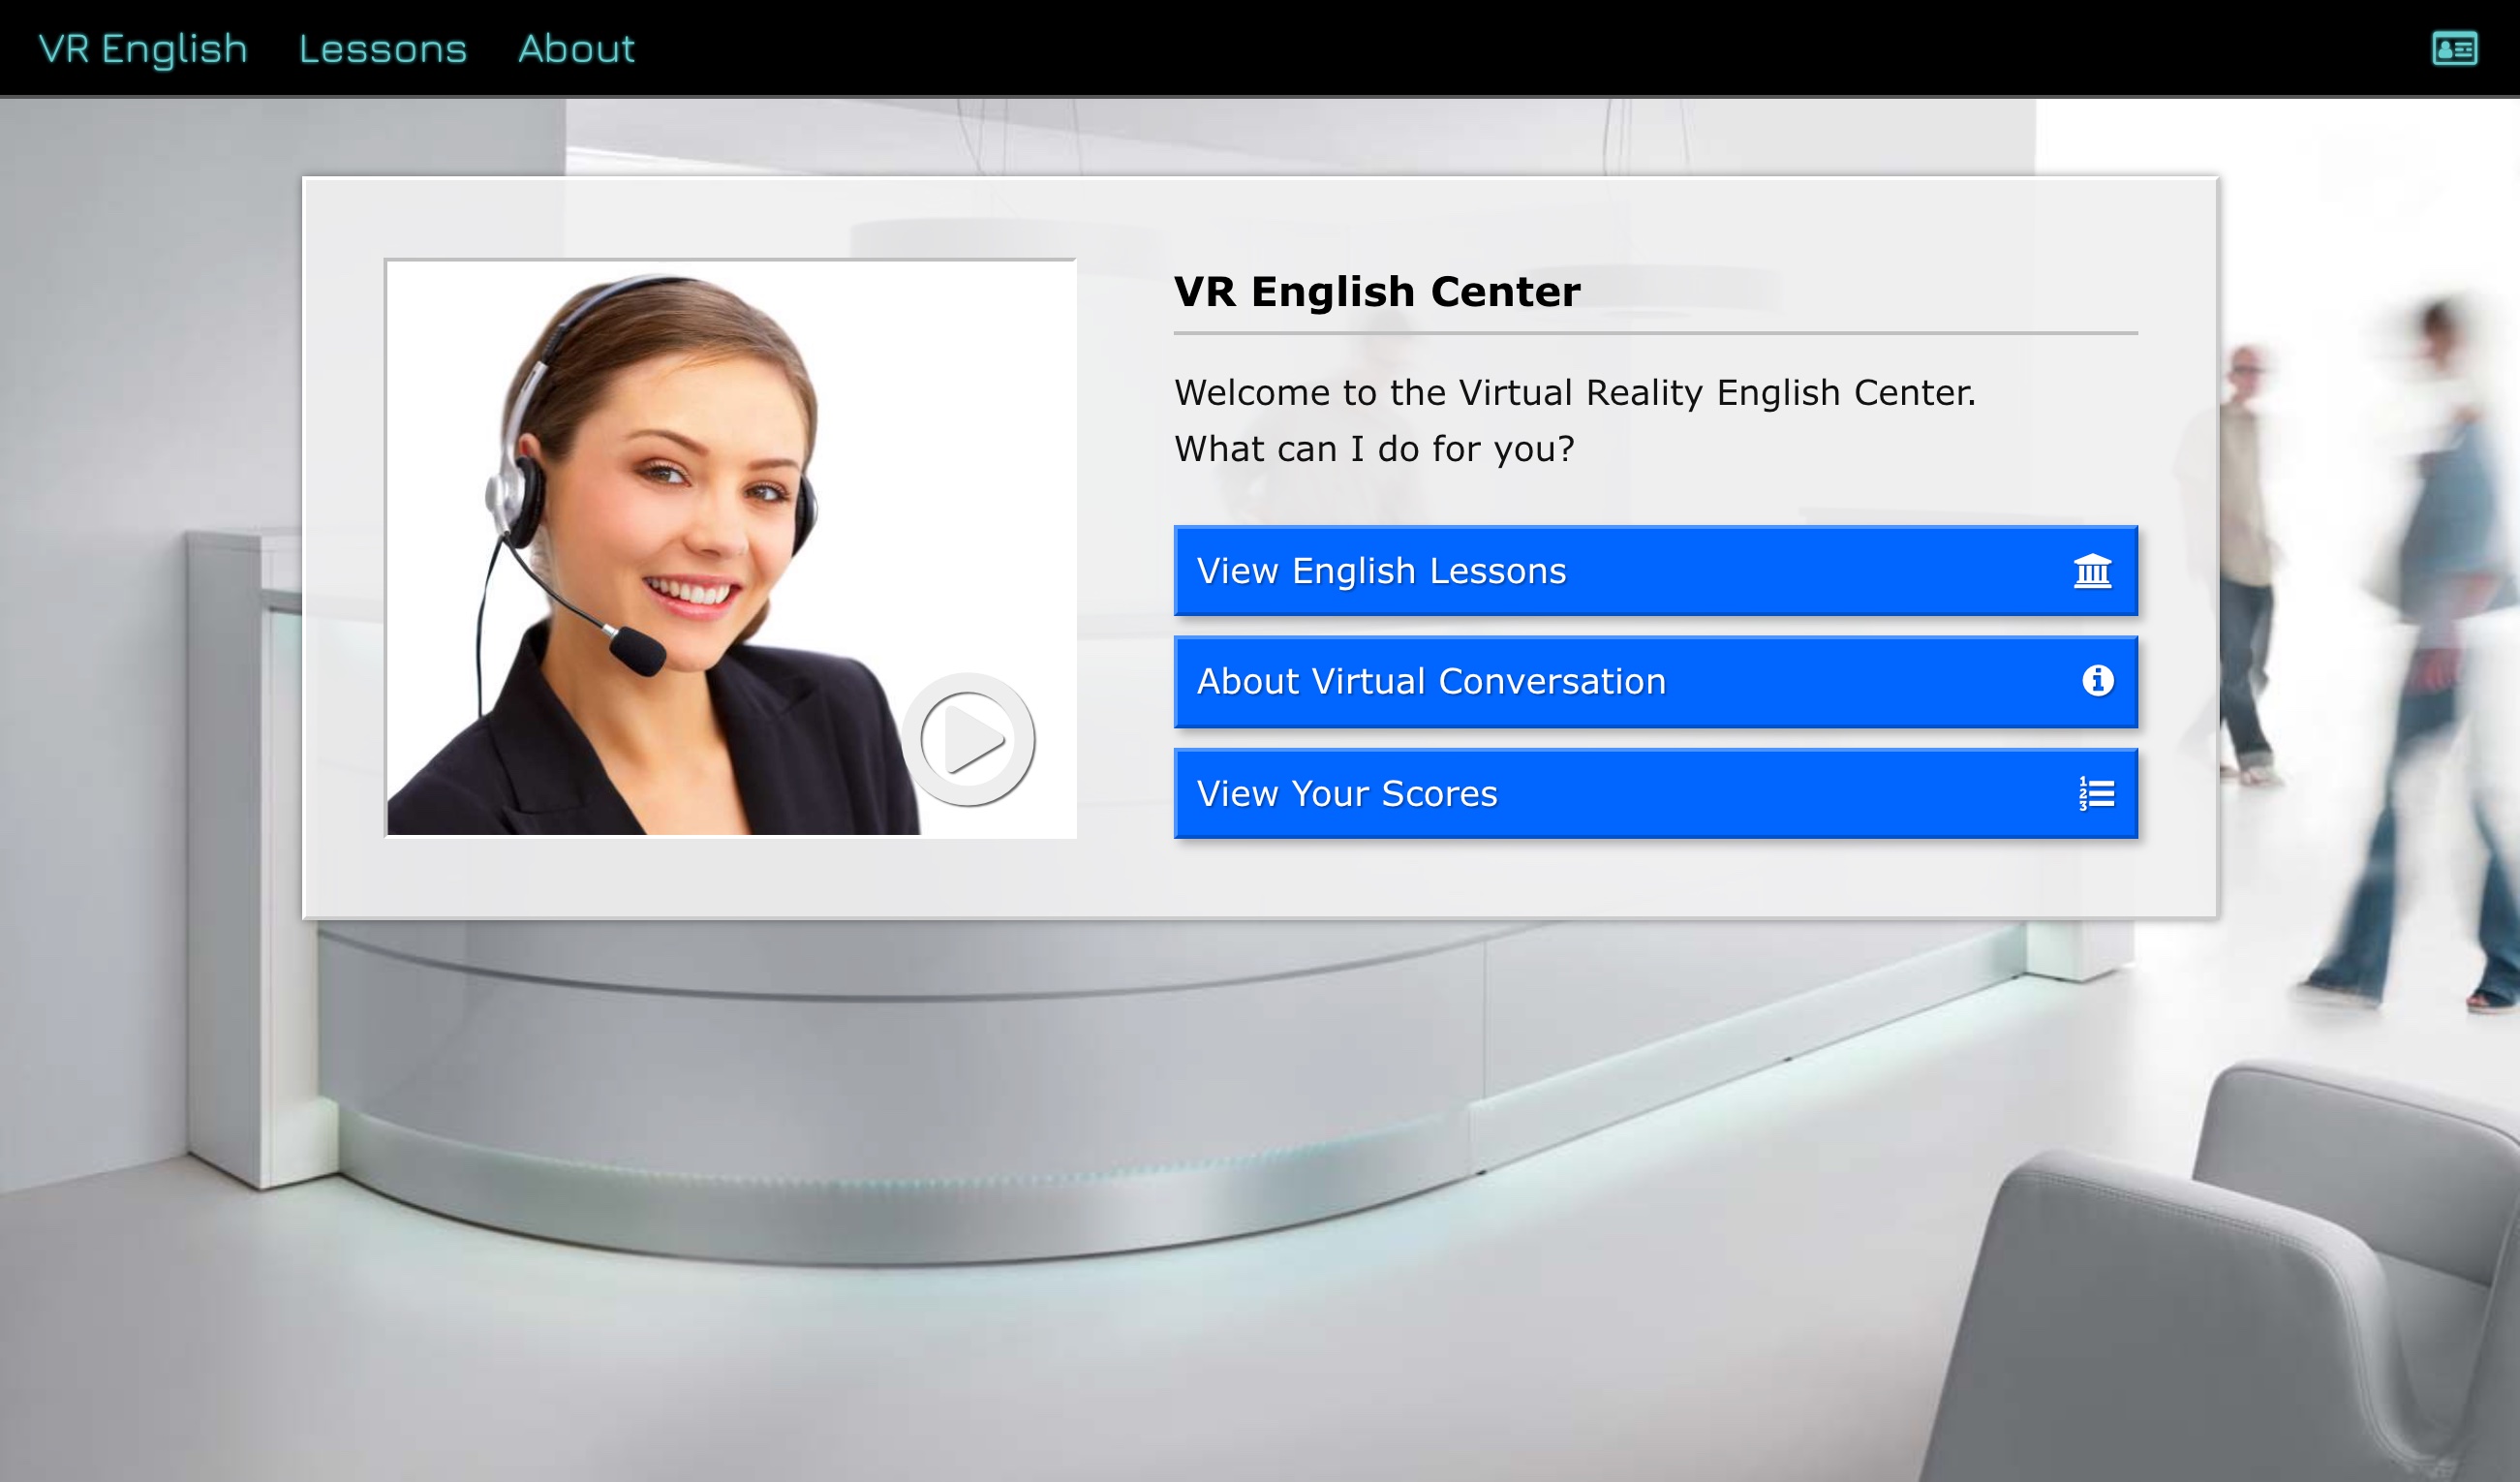 VR English Lessons About
VR English Center
Welcome to the Virtual Reality English Center.
What can I do for you?
View English Lessons
About Virtual Conversation
View Your Scores